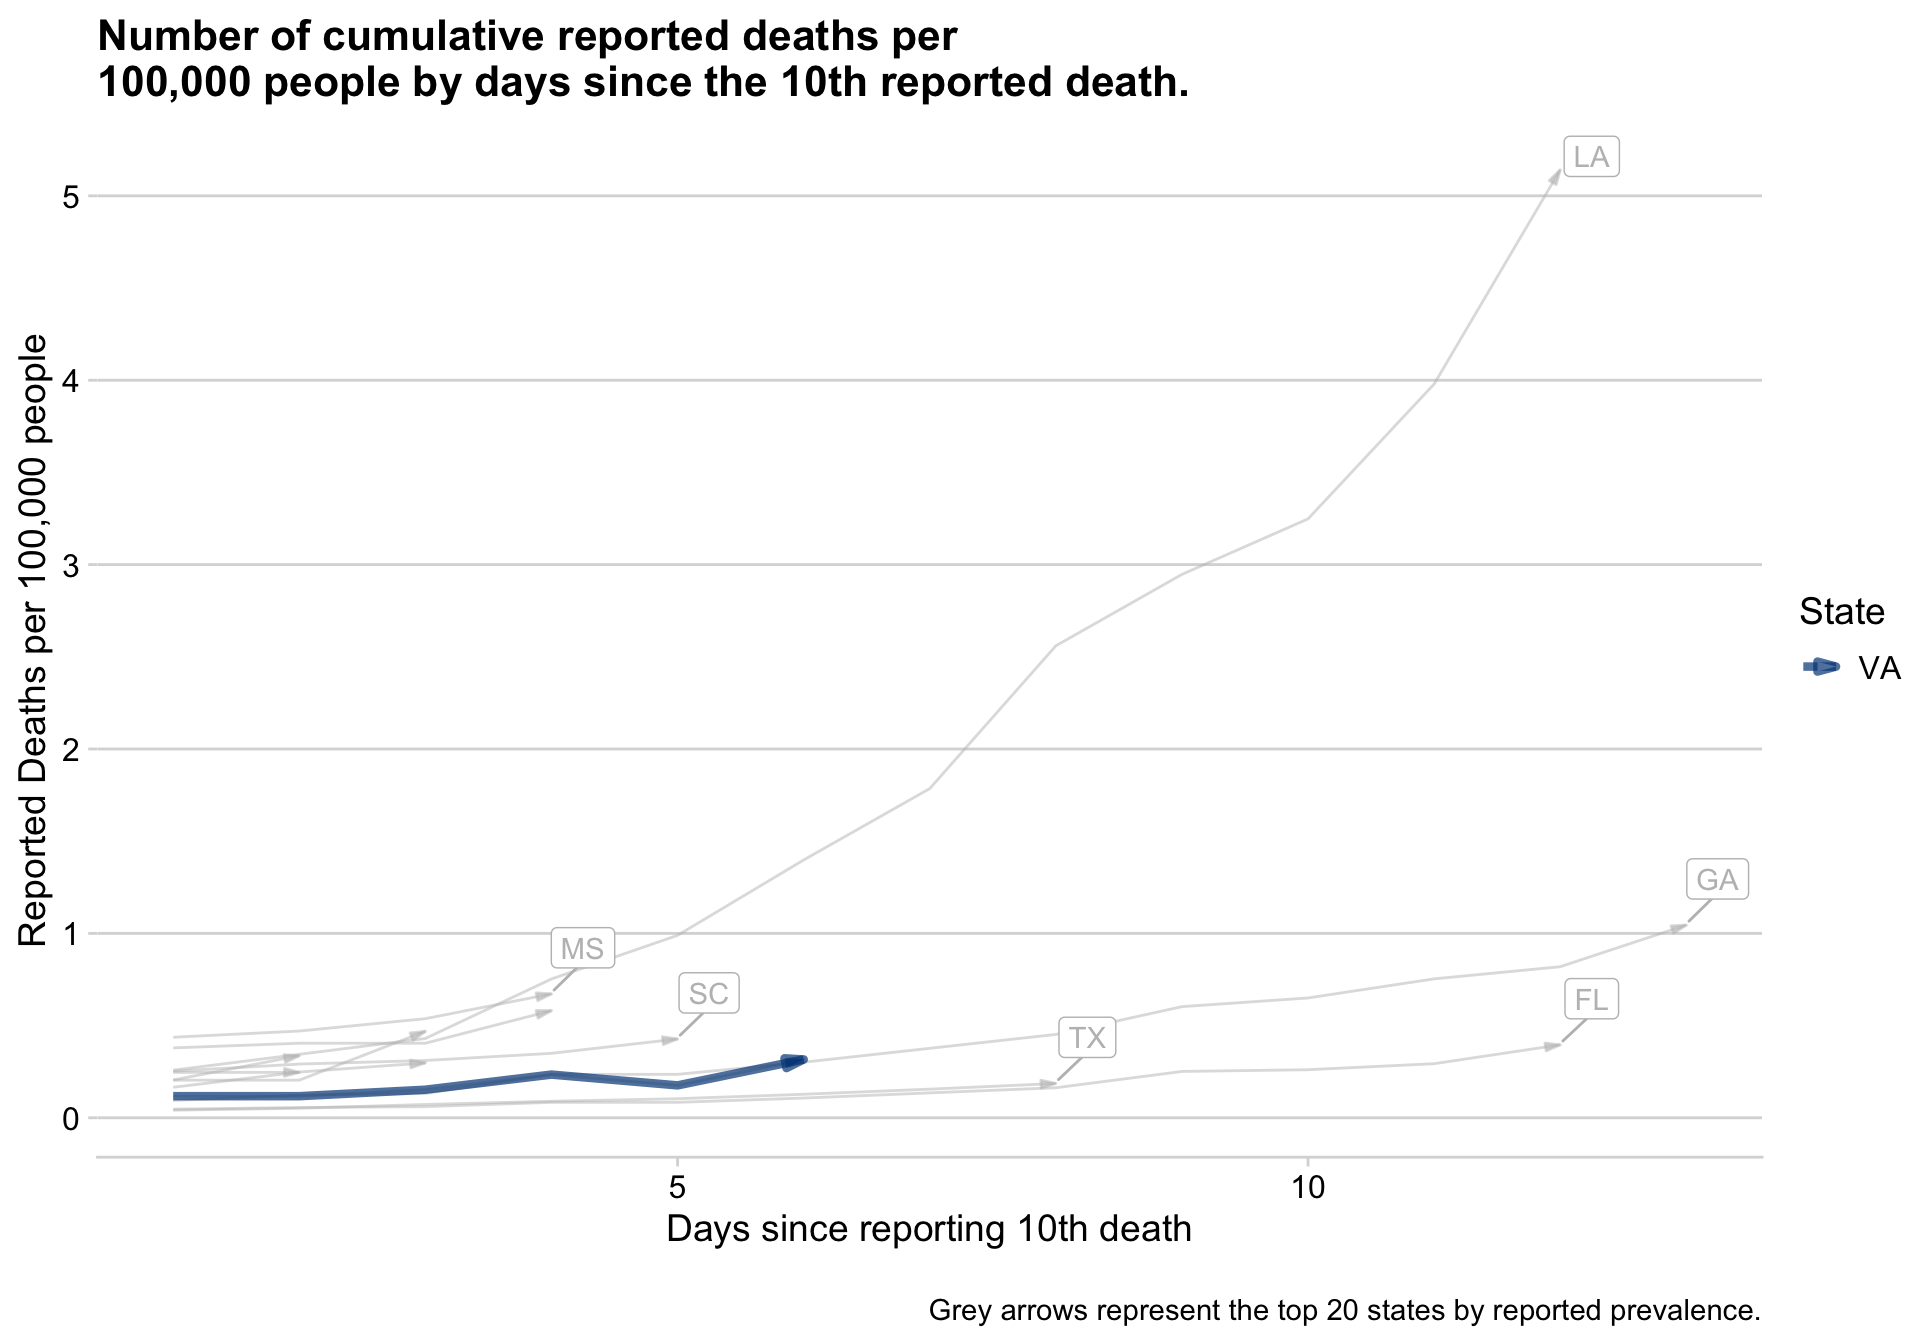 Number of cumulative reported deaths per
100,000 people by days since the 10th reported death.
LA
5
4
3
2
1
0
GA
MS
SC
FL
TX
Reported Deaths per 100,000 people
State
VA
5
10
Days since reporting 10th death
Grey arrows represent the top 20 states by reported prevalence.